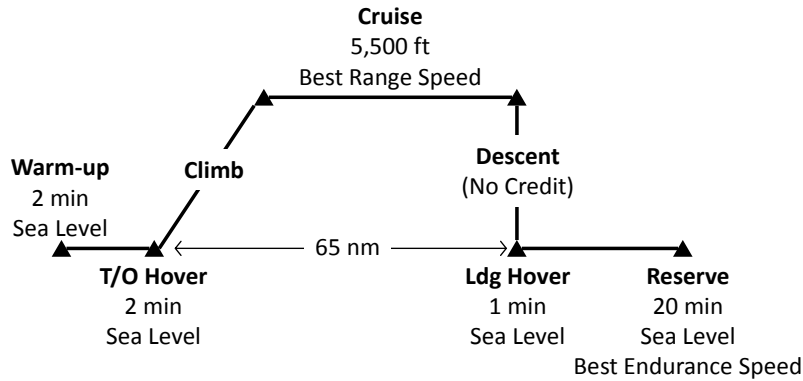 Cruise
5,500 ft
Best Range Speed
Warm-up
2 min
Sea Level
Climb
Descent
(No Credit)
65 nm
T/O Hover
2 min
Sea Level
Ldg Hover
1 min
Sea Level
Reserve
20 min
Sea Level
Best Endurance Speed